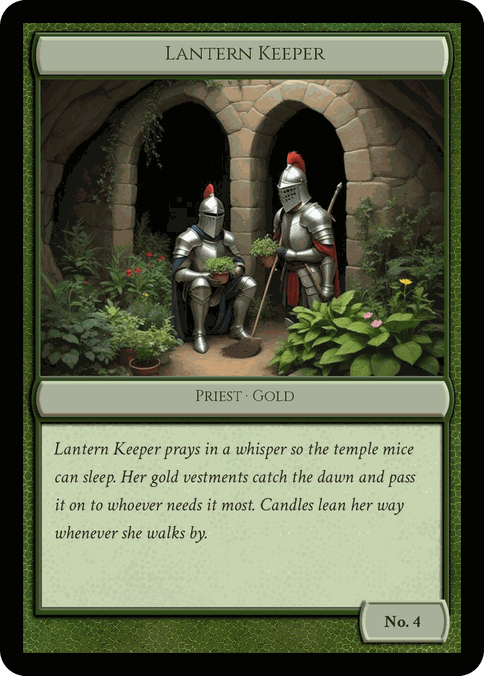 Lantern Keeper
Priest · Gold
Lantern Keeper prays in a whisper so the temple mice
can sleep. Her gold vestments catch the dawn and pass
it on to whoever needs it most. Candles lean her way
whenever she walks by.
No. 4